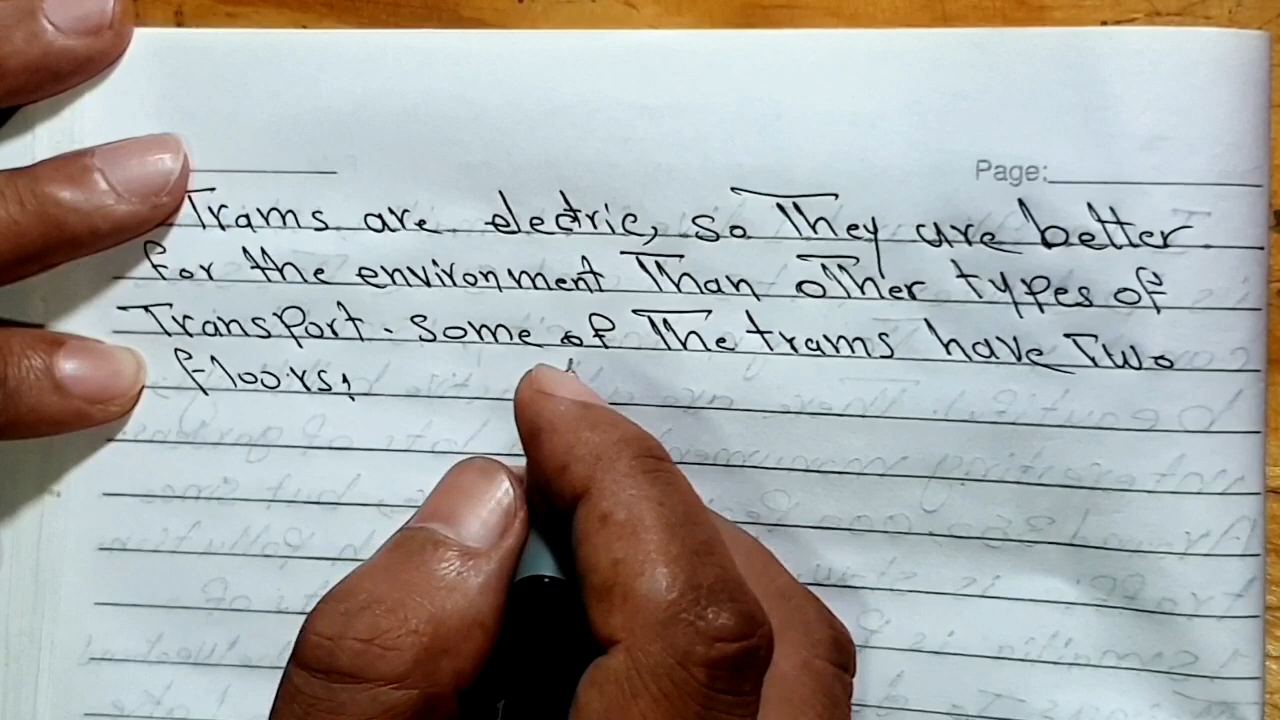 Page:
Trams are electric, so They are better
for the environment Than other types of
Transport. some of The trams have Two
floors,